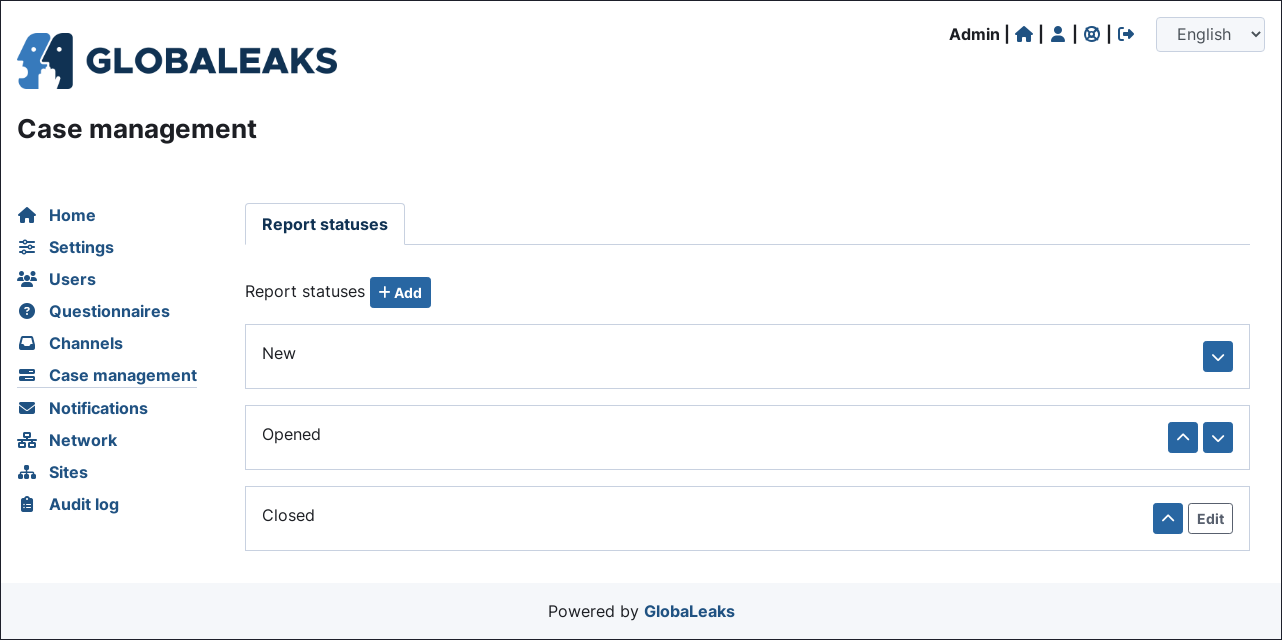 Admin | | | |
English
GLOBALEAKS
Case management
Home
Settings
Users
Questionnaires
Channels
Case management
Notifications
Network
Sites
Audit log
Report statuses
Report statuses Add
New
Opened
Closed
Edit
Powered by GlobaLeaks